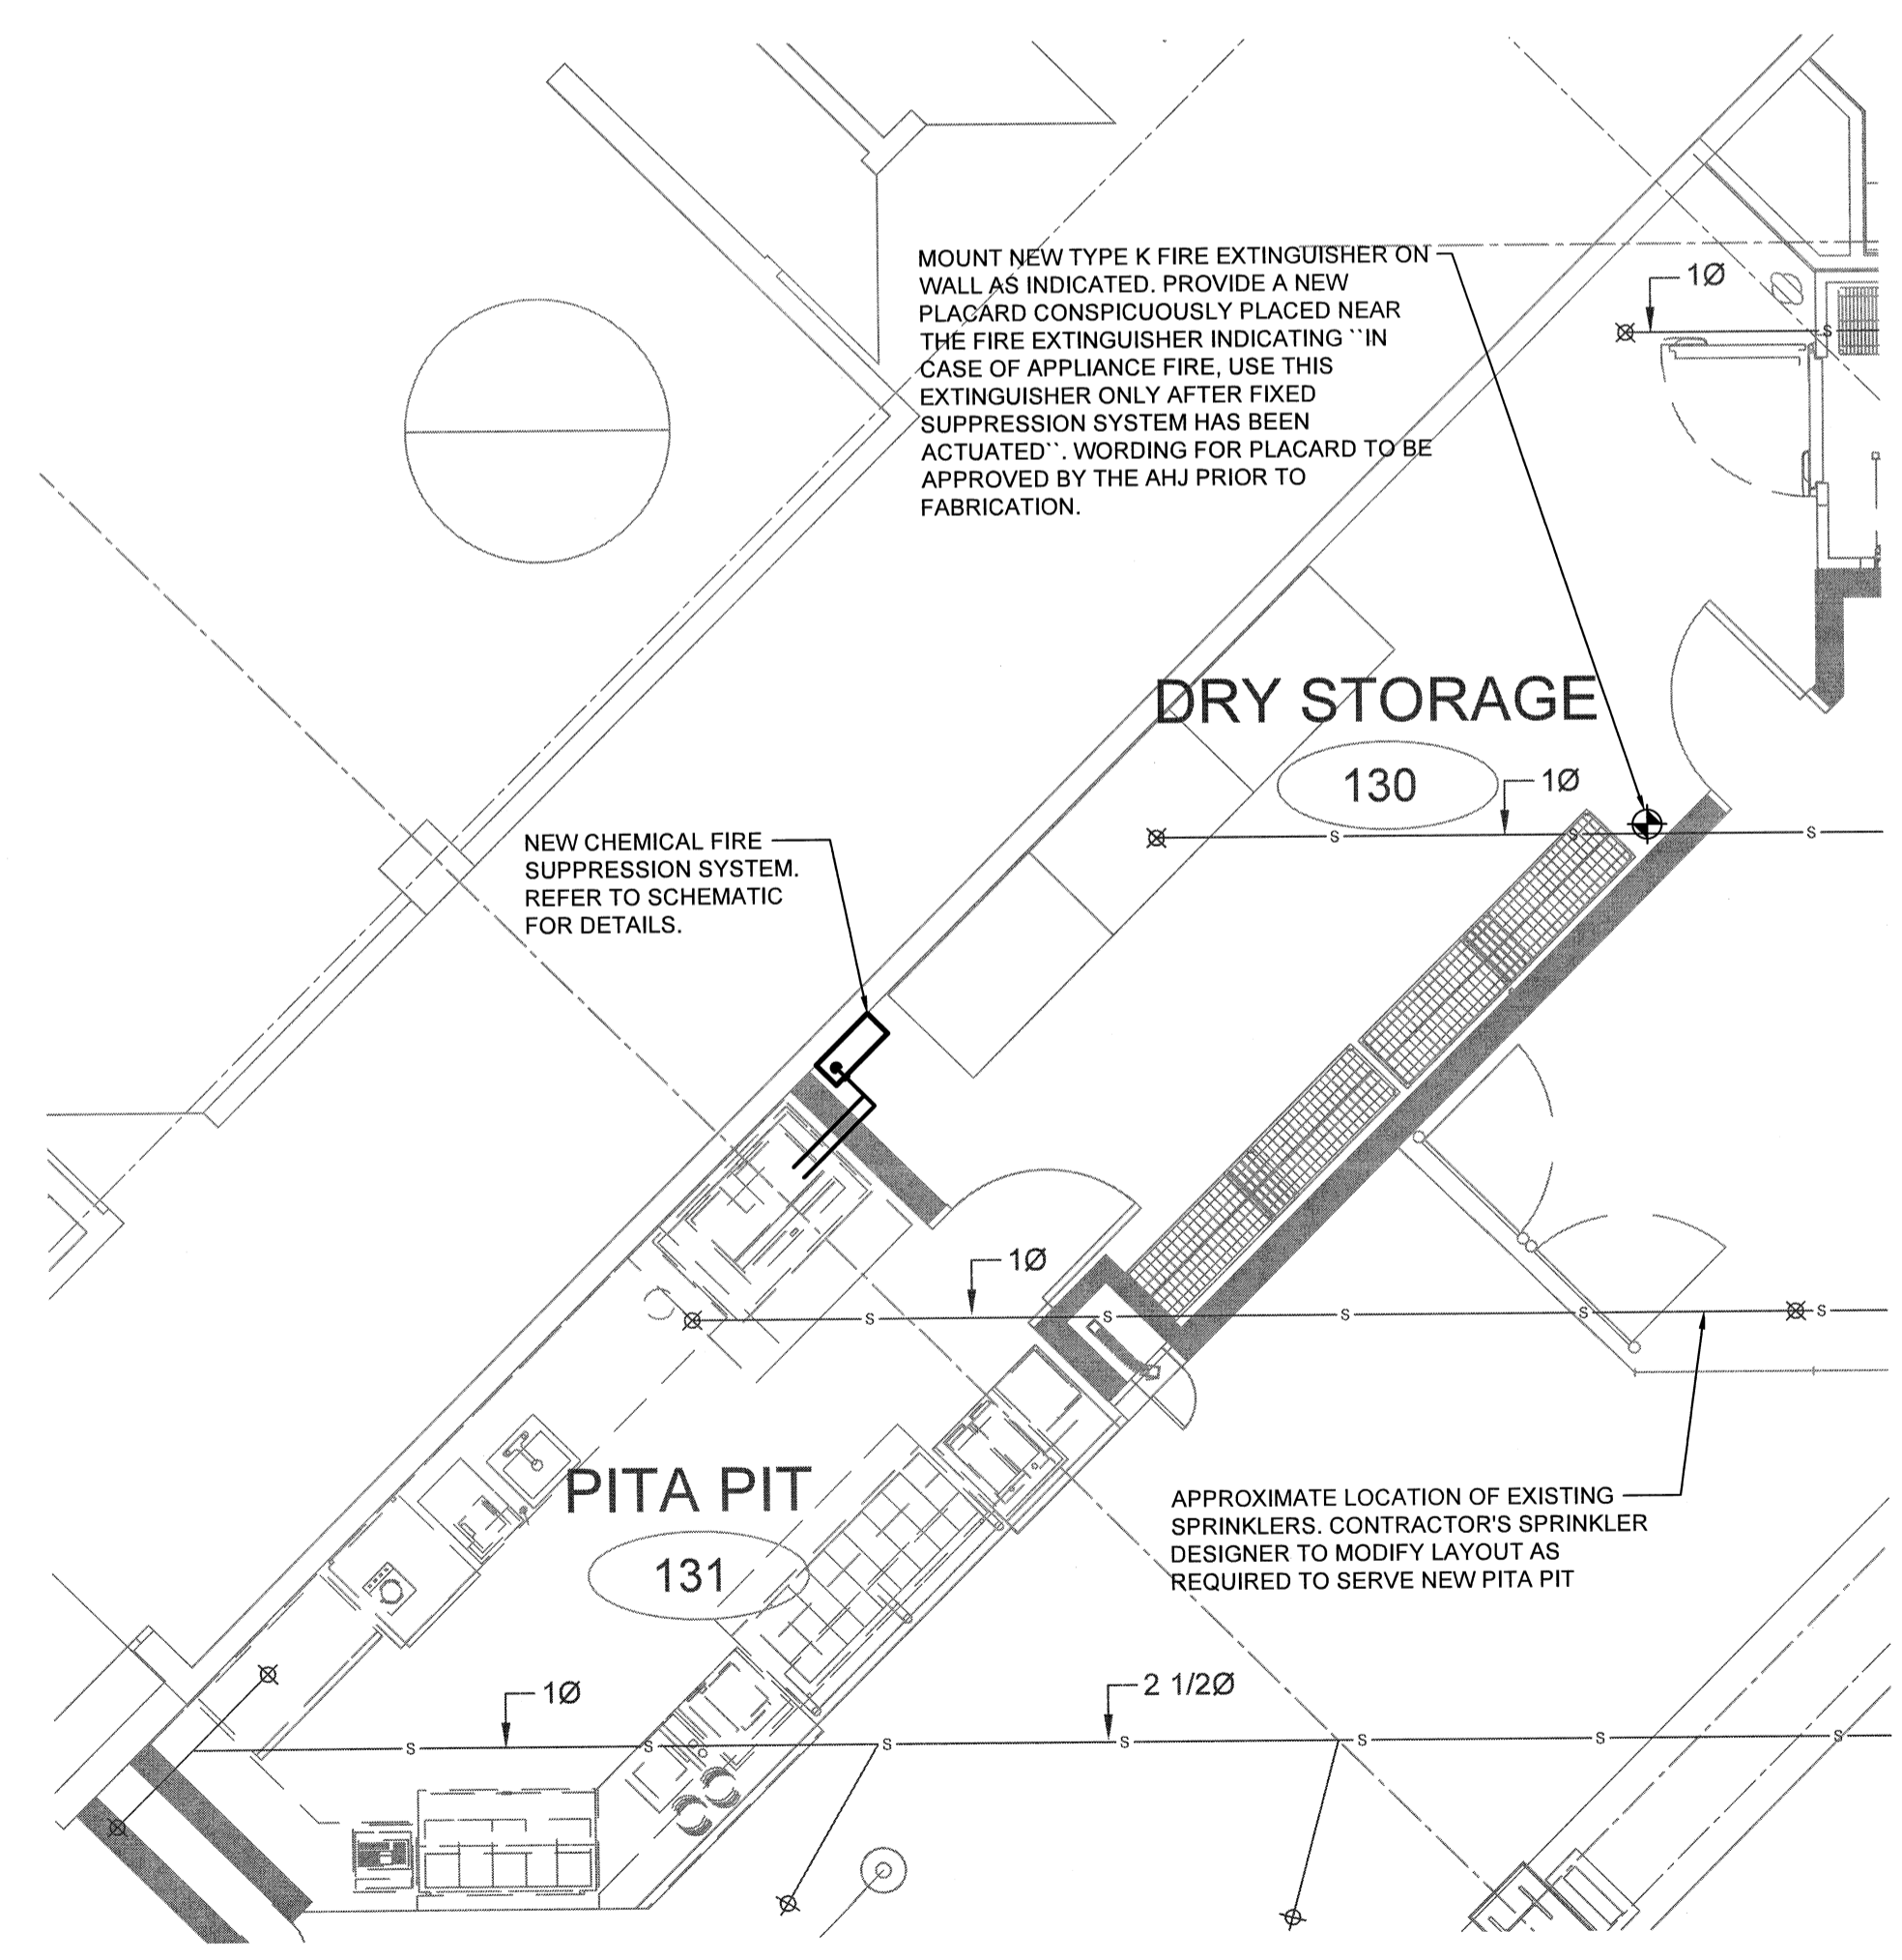 MOUNT NEW TYPE K FIRE EXTINGUISHER ON
WALL AS INDICATED. PROVIDE A NEW
PLACARD CONSPICUOUSLY PLACED NEAR
THE FIRE EXTINGUISHER INDICATING ``IN
CASE OF APPLIANCE FIRE, USE THIS
EXTINGUISHER ONLY AFTER FIXED
SUPPRESSION SYSTEM HAS BEEN
ACTUATED``. WORDING FOR PLACARD TO BE
APPROVED BY THE AHJ PRIOR TO
FABRICATION.
1Ø
S
DRY STORAGE
130
1Ø
S S S
NEW CHEMICAL FIRE
SUPPRESSION SYSTEM.
REFER TO SCHEMATIC
FOR DETAILS.
1Ø
S S S S S
PITA PIT
131
APPROXIMATE LOCATION OF EXISTING
SPRINKLERS. CONTRACTOR'S SPRINKLER
DESIGNER TO MODIFY LAYOUT AS
REQUIRED TO SERVE NEW PITA PIT
1Ø
2 1/2Ø
S S S S S S S